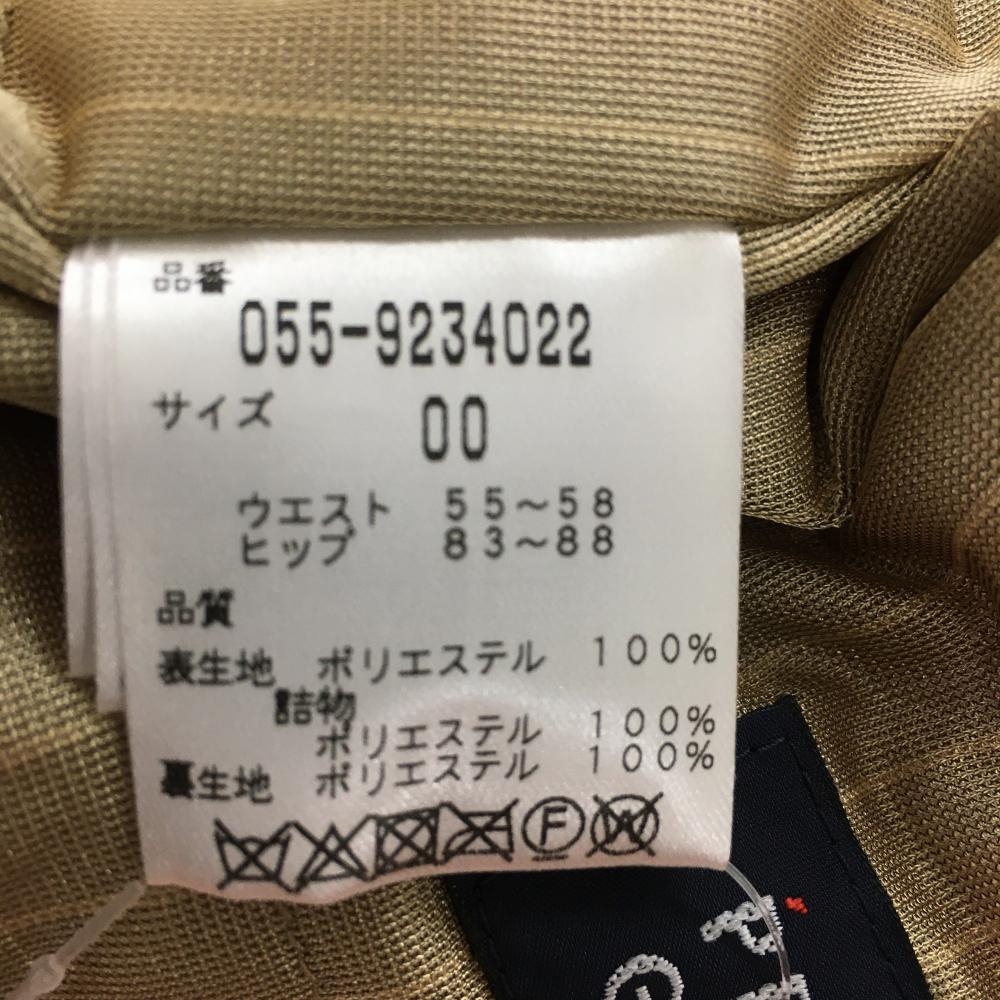 品番
055-9234022
サイズ 00
ウエスト 55～58
ヒップ 83～88
品質
表生地 ポリエステル 100%
詰物
ポリエステル 100%
裏生地 ポリエステル 100%
F W